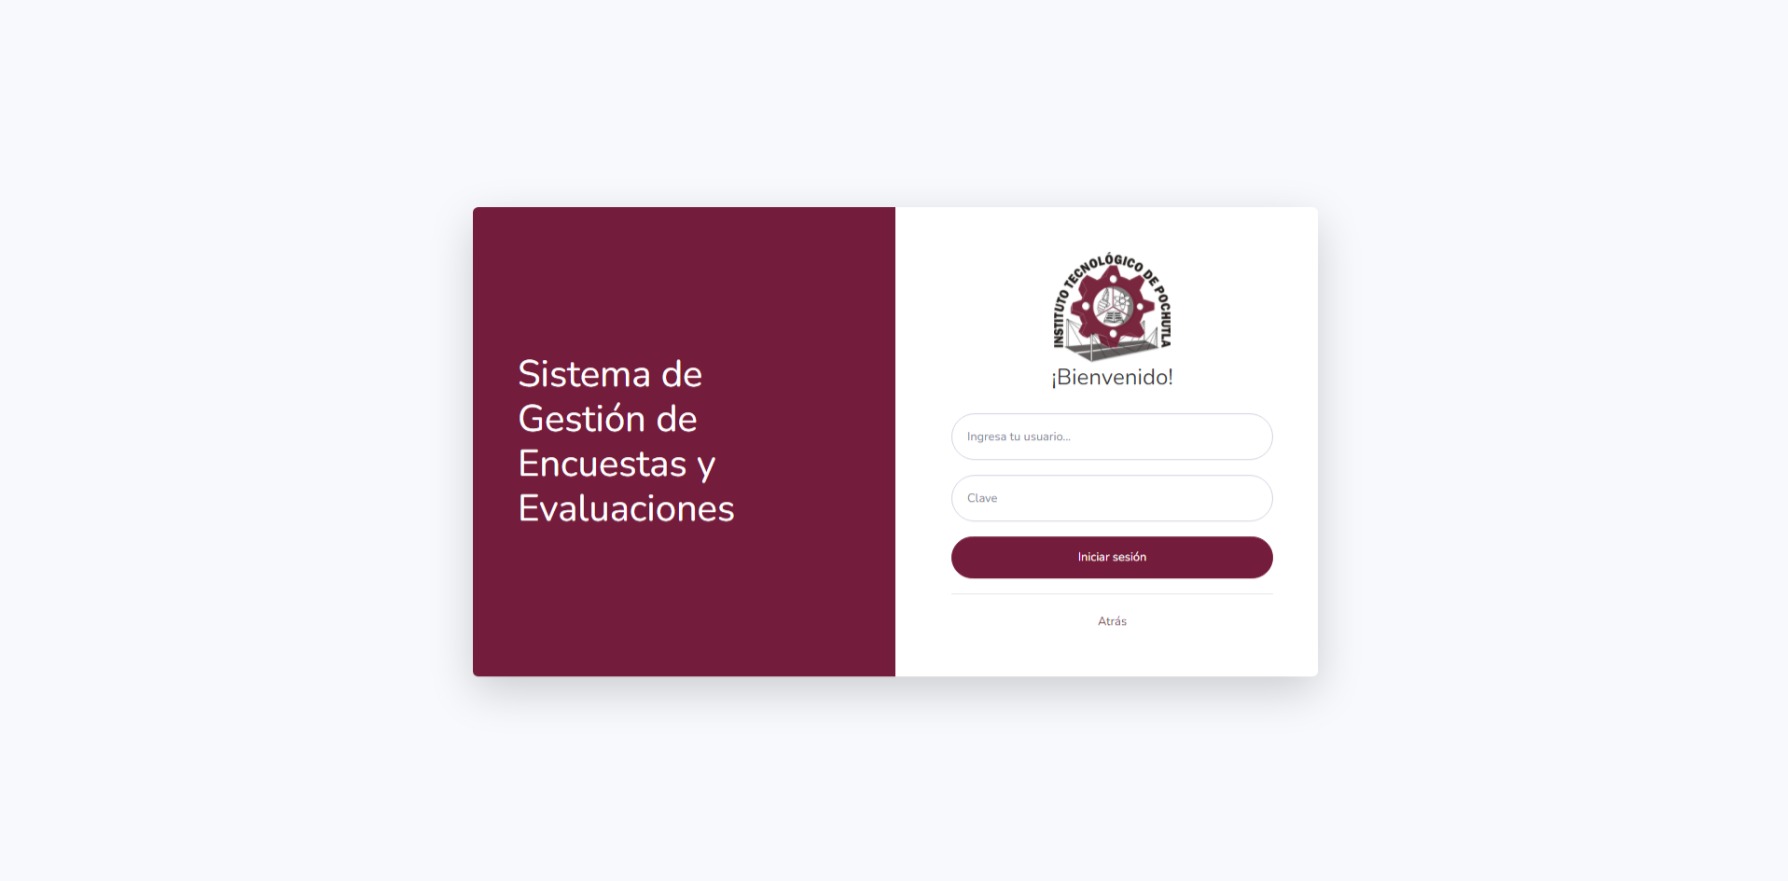 Sistema de
Gestión de
Encuestas y
Evaluaciones
INSTITUTO TECNOLÓGICO DE POCHUTLA
¡Bienvenido!
Ingresa tu usuario...
Clave
Iniciar sesión
Atrás